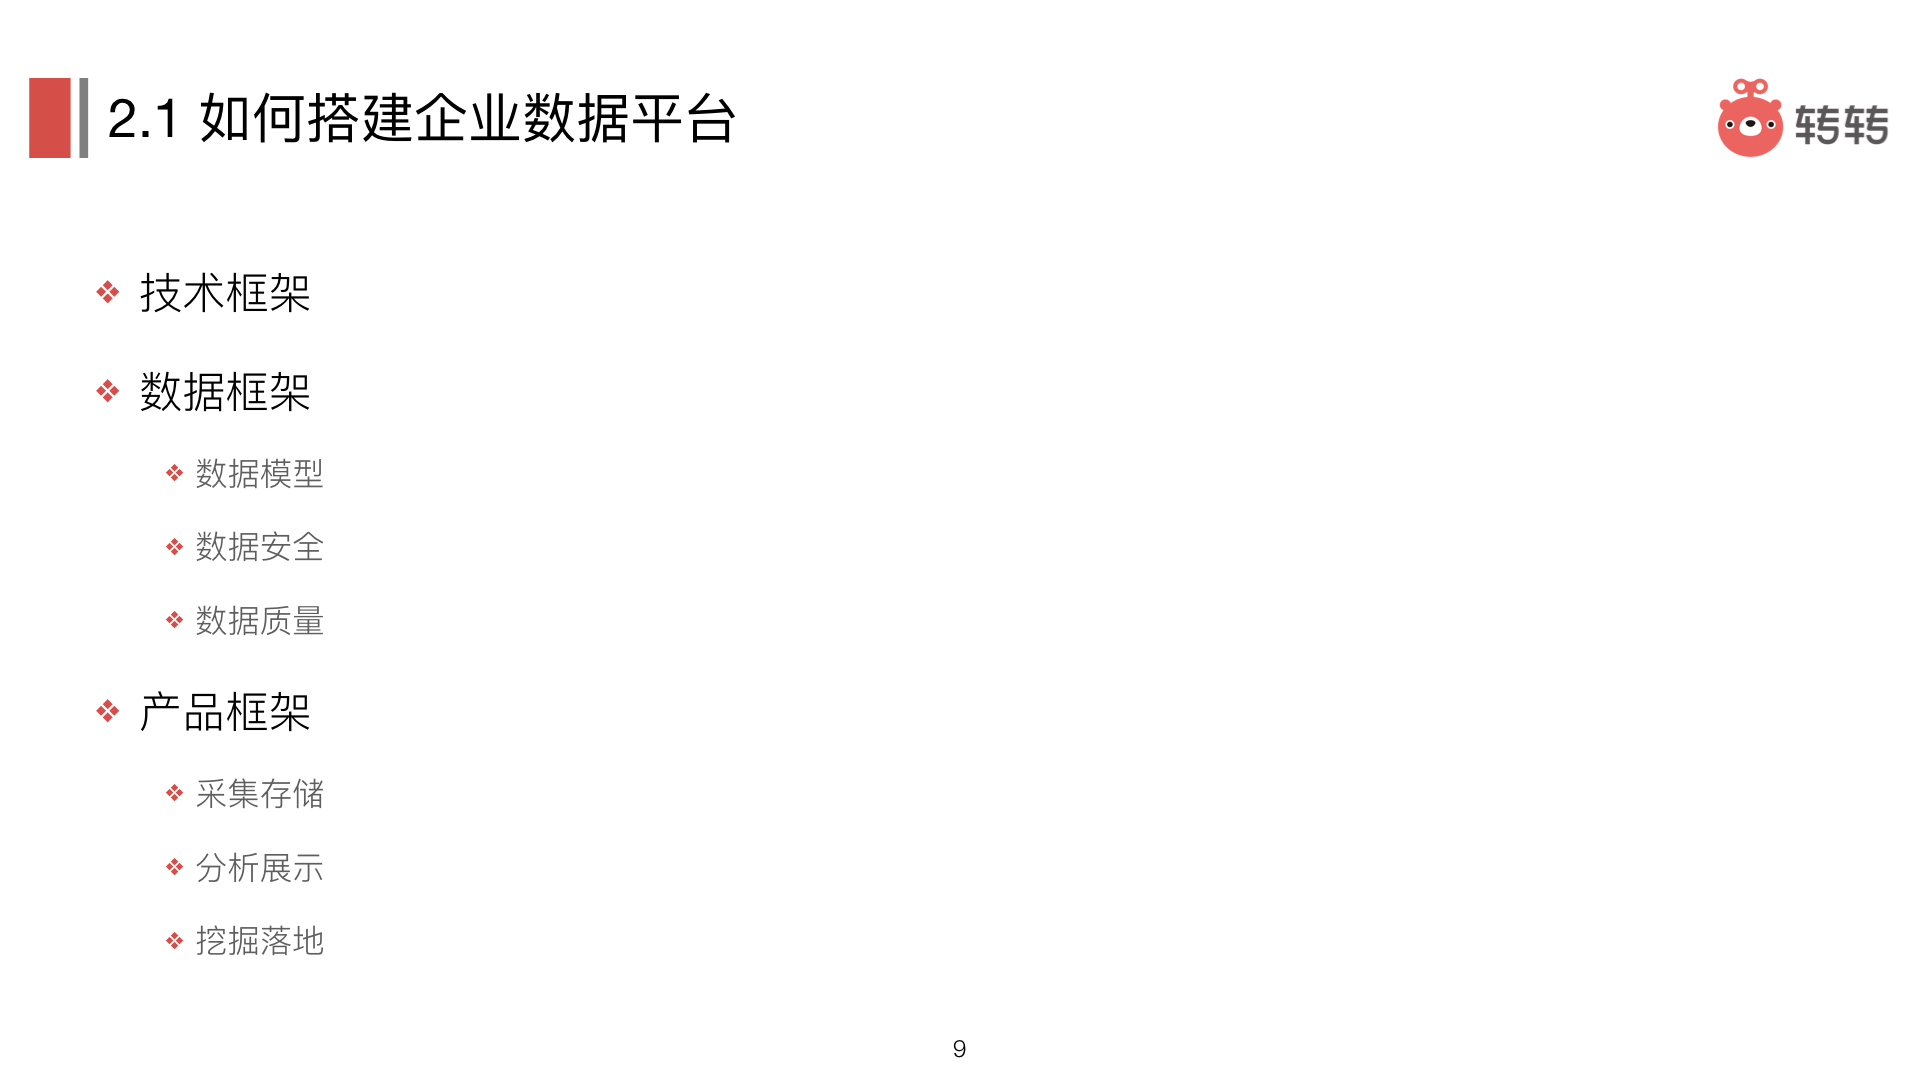 2.1 如何搭建企业数据平台
转转
技术框架
数据框架
数据模型
数据安全
数据质量
产品框架
采集存储
分析展示
挖掘落地
9